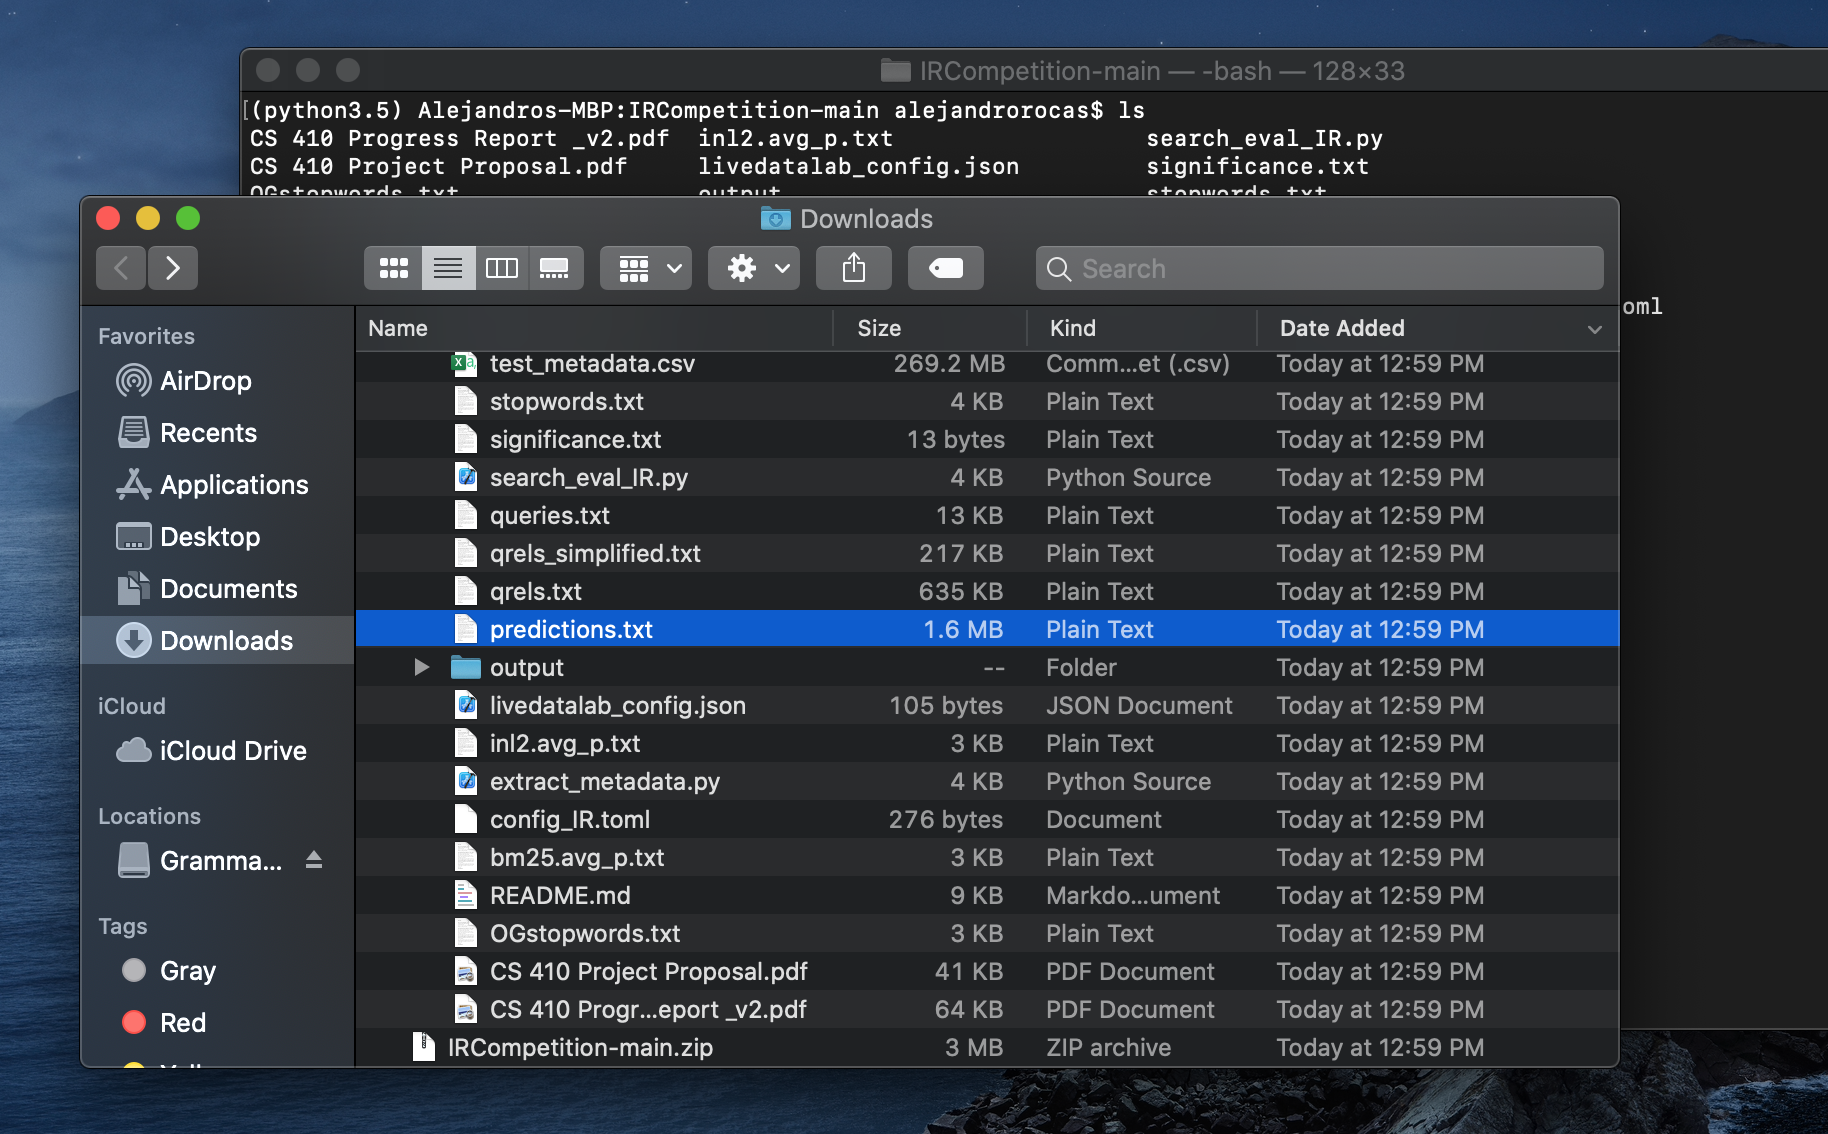 IRCompetition-main — -bash — 128×33
[(python3.5) Alejandros-MBP:IRCompetition-main alejandrorocas$ ls
CS 410 Progress Report _v2.pdf inl2.avg_p.txt search_eval_IR.py
CS 410 Project Proposal.pdf livedatalab_config.json significance.txt
OGstopwords.txt output stopwords.txt
oml
Downloads
Search
Favorites
AirDrop
Recents
Applications
Desktop
Documents
Downloads
iCloud
iCloud Drive
Locations
Gramma...
Tags
Gray
Red
Name Size Kind Date Added
test_metadata.csv 269.2 MB Comm...et (.csv) Today at 12:59 PM
stopwords.txt 4 KB Plain Text Today at 12:59 PM
significance.txt 13 bytes Plain Text Today at 12:59 PM
search_eval_IR.py 4 KB Python Source Today at 12:59 PM
queries.txt 13 KB Plain Text Today at 12:59 PM
qrels_simplified.txt 217 KB Plain Text Today at 12:59 PM
qrels.txt 635 KB Plain Text Today at 12:59 PM
predictions.txt 1.6 MB Plain Text Today at 12:59 PM
output -- Folder Today at 12:59 PM
livedatalab_config.json 105 bytes JSON Document Today at 12:59 PM
inl2.avg_p.txt 3 KB Plain Text Today at 12:59 PM
extract_metadata.py 4 KB Python Source Today at 12:59 PM
config_IR.toml 276 bytes Document Today at 12:59 PM
bm25.avg_p.txt 3 KB Plain Text Today at 12:59 PM
README.md 9 KB Markdo...ument Today at 12:59 PM
OGstopwords.txt 3 KB Plain Text Today at 12:59 PM
CS 410 Project Proposal.pdf 41 KB PDF Document Today at 12:59 PM
CS 410 Progr...eport _v2.pdf 64 KB PDF Document Today at 12:59 PM
IRCompetition-main.zip 3 MB ZIP archive Today at 12:59 PM